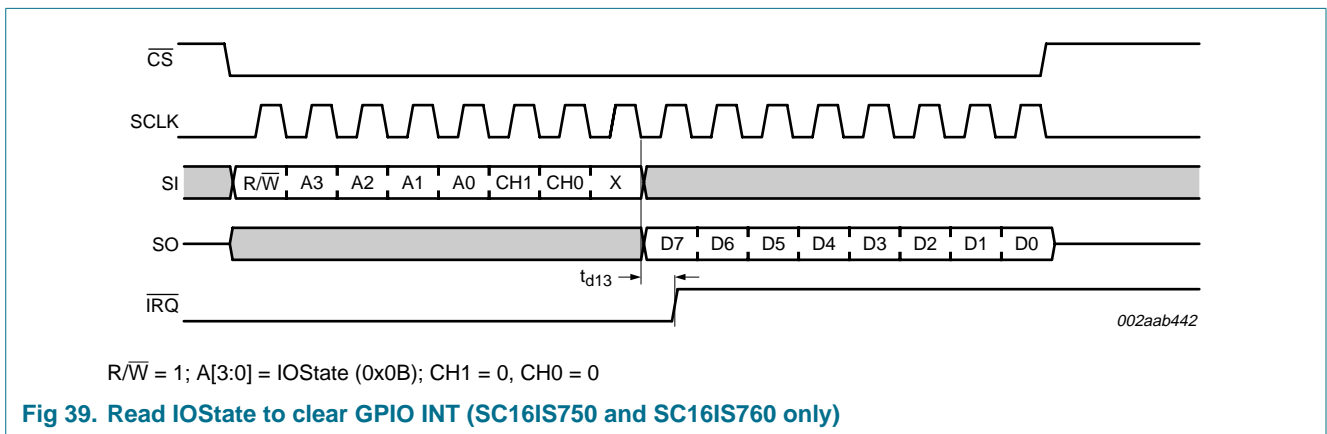 C̅S̅
SCLK
SI R/W̅ A3 A2 A1 A0 CH1 CH0 X
SO D7 D6 D5 D4 D3 D2 D1 D0
td13
I̅R̅Q̅
002aab442
R/W̅ = 1; A[3:0] = IOState (0x0B); CH1 = 0, CH0 = 0
Fig 39. Read IOState to clear GPIO INT (SC16IS750 and SC16IS760 only)